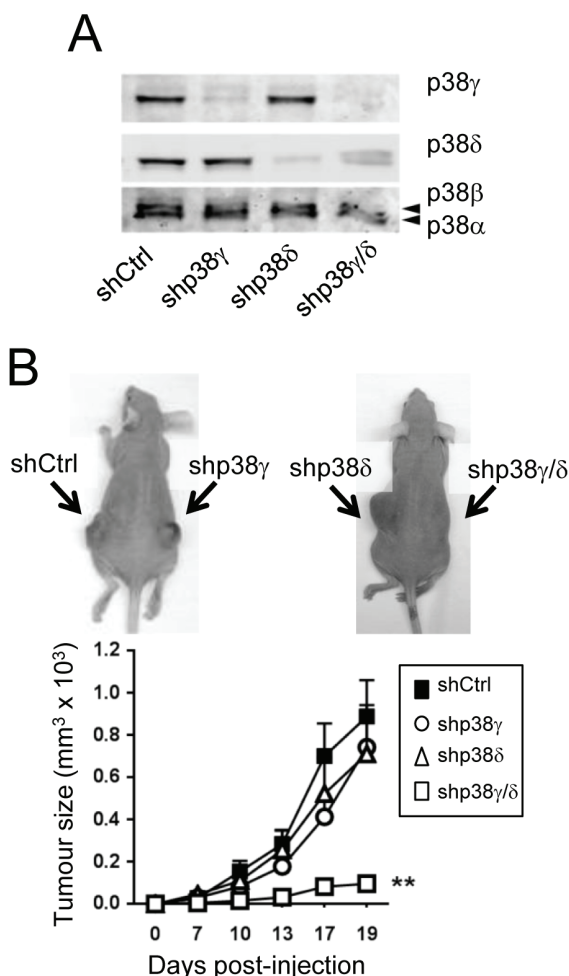 A
p38γ
p38δ
p38β
p38α
shCtrl shp38γ shp38δ shp38γ/δ
B
shCtrl shp38γ shp38δ shp38γ/δ
Tumour size (mm³ x 10³)
1.2
1.0
0.8
0.6
0.4
0.2
0.0
shCtrl
shp38γ
shp38δ
shp38γ/δ
**
0 7 10 13 17 19
Days post-injection